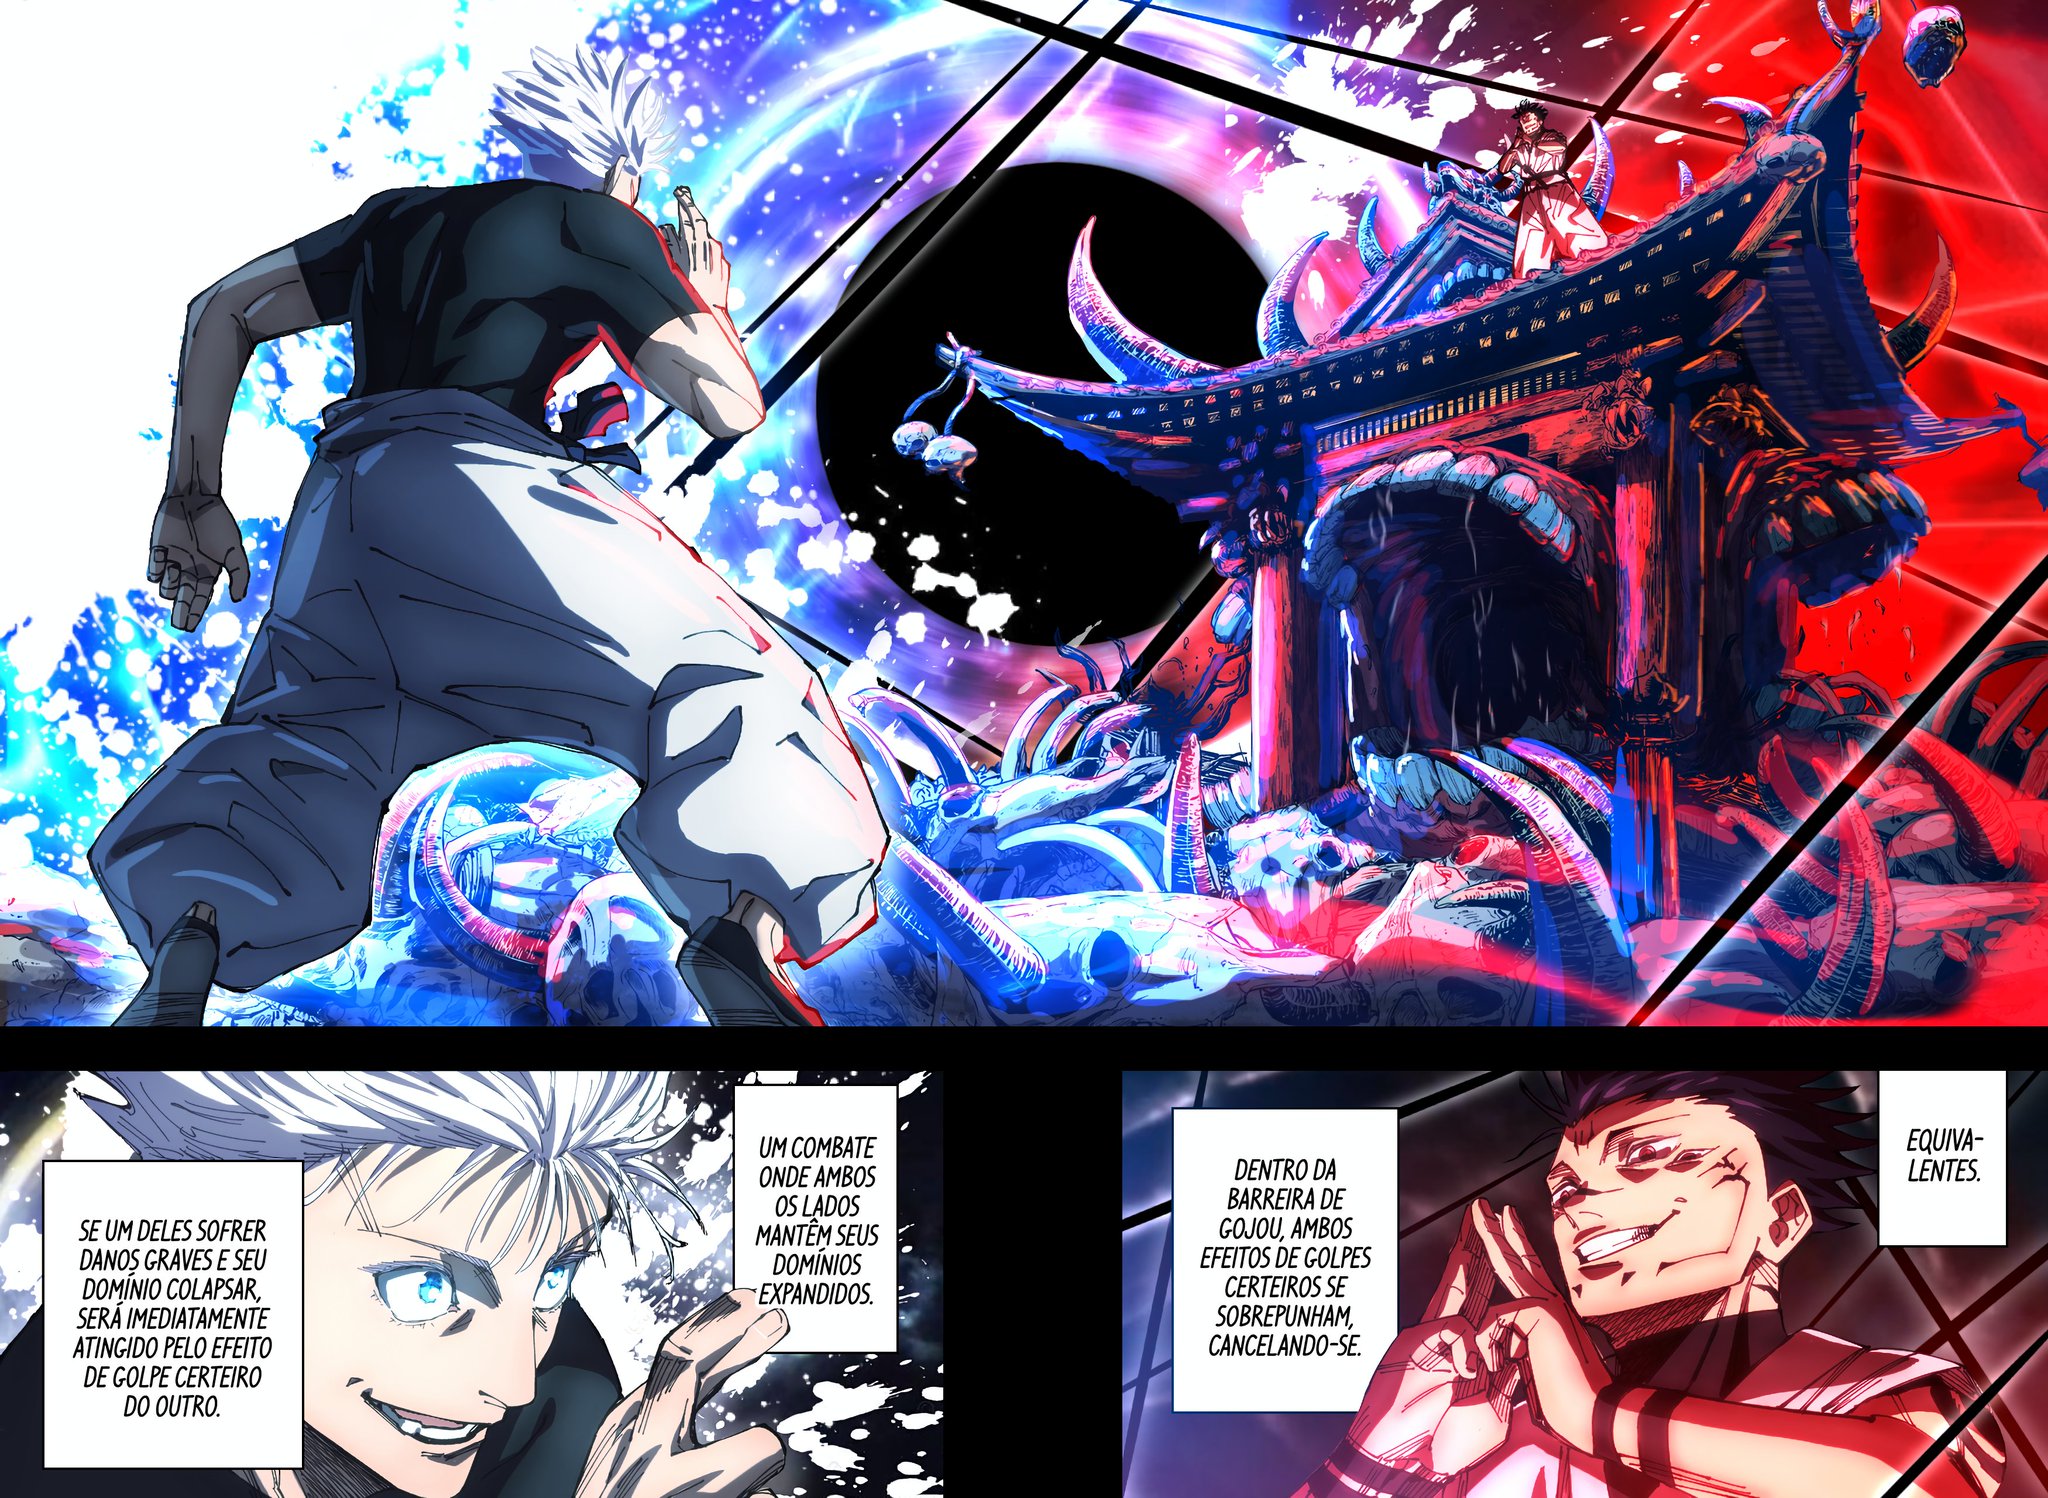 EQUIVA-
LENTES.
DENTRO DA
BARREIRA DE
GOJOU, AMBOS
EFEITOS DE GOLPES
CERTEIROS SE
SOBREPUNHAM,
CANCELANDO-SE.
UM COMBATE
ONDE AMBOS
OS LADOS
MANTÊM SEUS
DOMÍNIOS
EXPANDIDOS.
SE UM DELES SOFRER
DANOS GRAVES E SEU
DOMÍNIO COLAPSAR,
SERÁ IMEDIATAMENTE
ATINGIDO PELO EFEITO
DE GOLPE CERTEIRO
DO OUTRO.